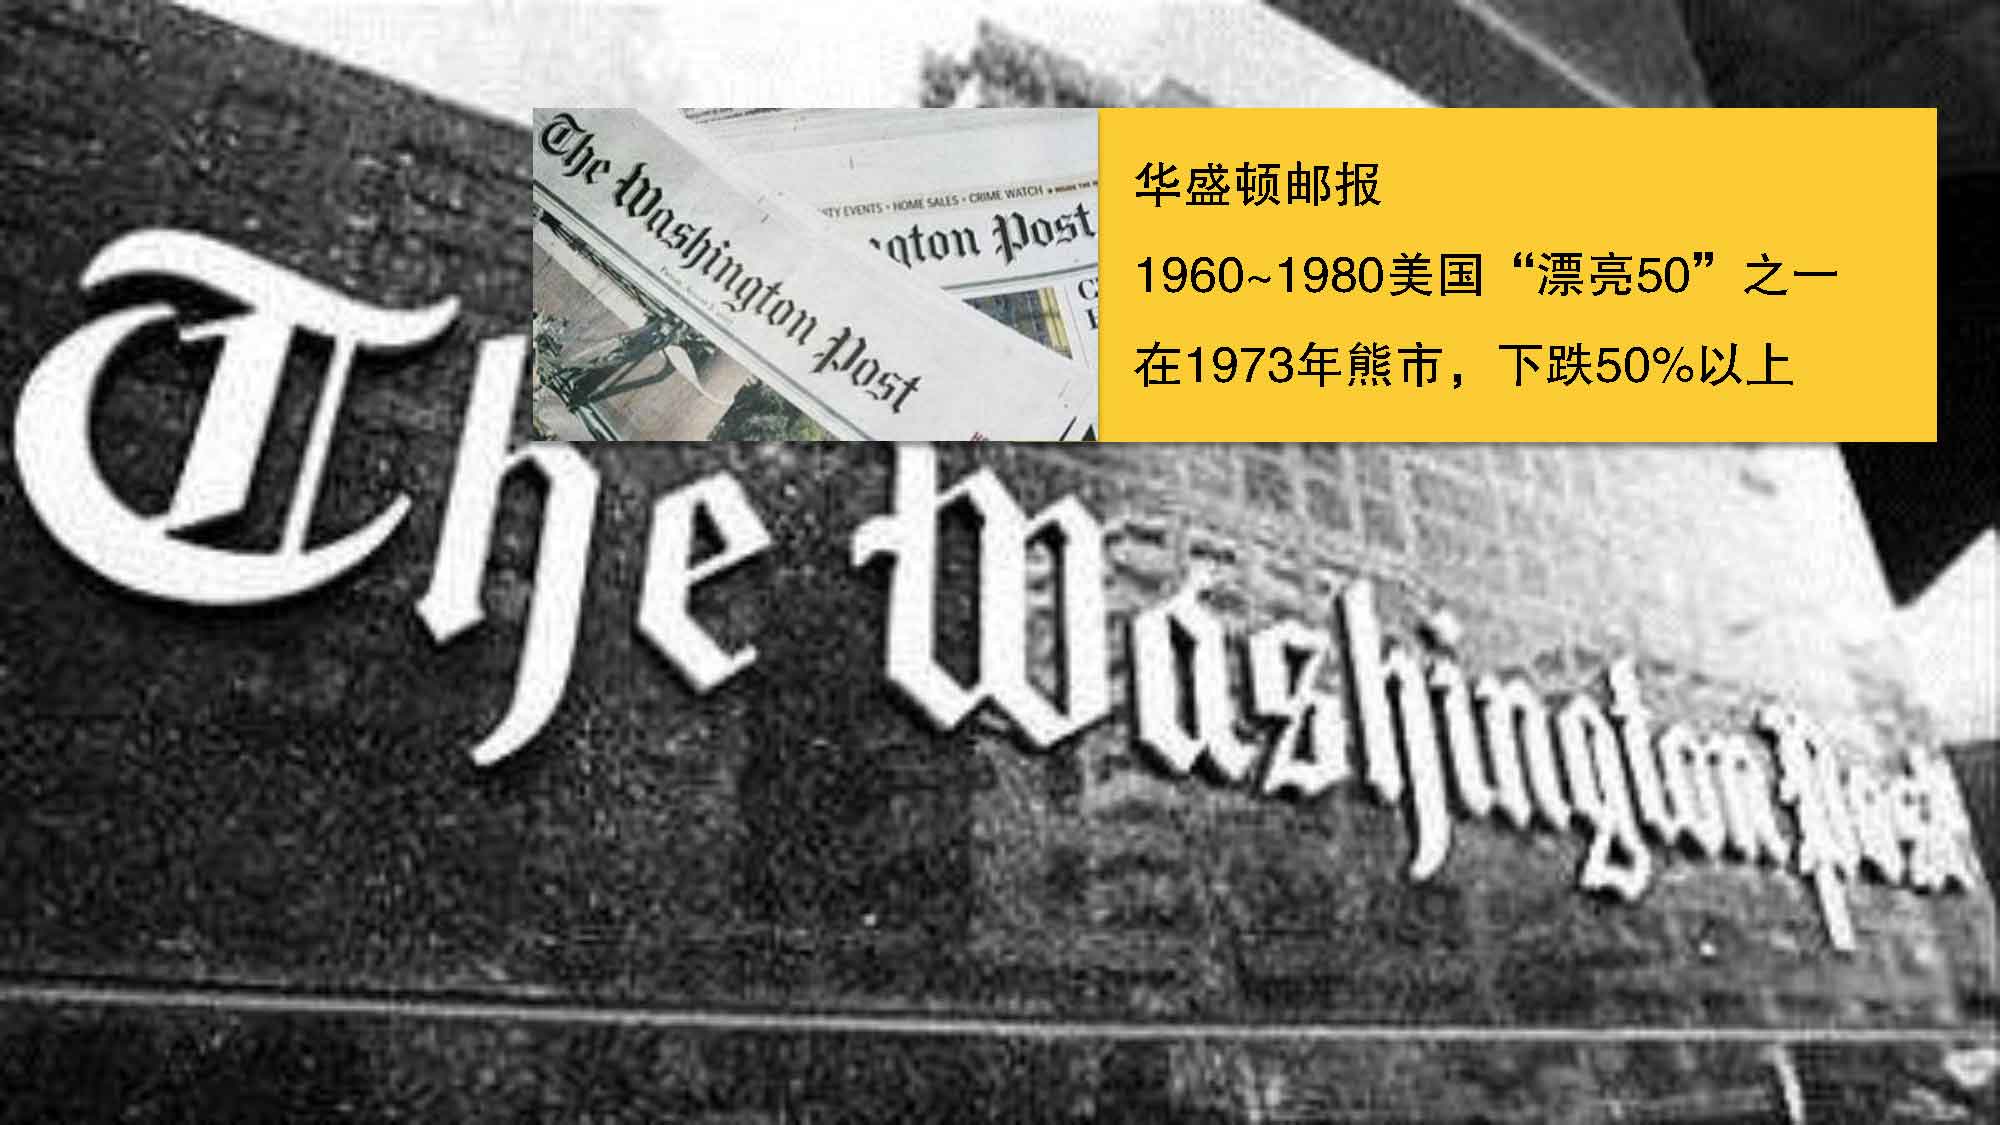 华盛顿邮报
1960~1980美国“漂亮50”之一
在1973年熊市，下跌50%以上
The Washington Post
EVENTS • HOME SALES • CRIME WATCH
gton Post
The Washington Post